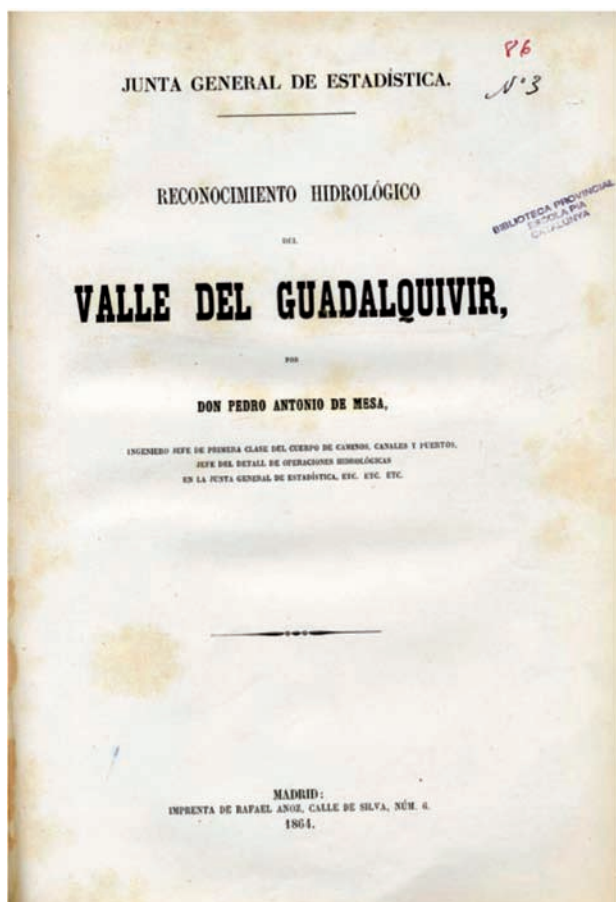 86
Nº 3
JUNTA GENERAL DE ESTADÍSTICA.
BIBLIOTECA PROVINCIAL
ESCOLA PIA
CATALUNYA
RECONOCIMIENTO HIDROLÓGICO
DEL
VALLE DEL GUADALQUIVIR,
POR
DON PEDRO ANTONIO DE MESA,
INGENIERO JEFE DE PRIMERA CLASE DEL CUERPO DE CAMINOS, CANALES Y PUERTOS,
JEFE DEL DETALL DE OPERACIONES HIDROLÓGICAS
EN LA JUNTA GENERAL DE ESTADÍSTICA, ETC. ETC. ETC.
MADRID:
IMPRENTA DE RAFAEL ANOZ, CALLE DE SILVA, NÚM. 6.
1864.